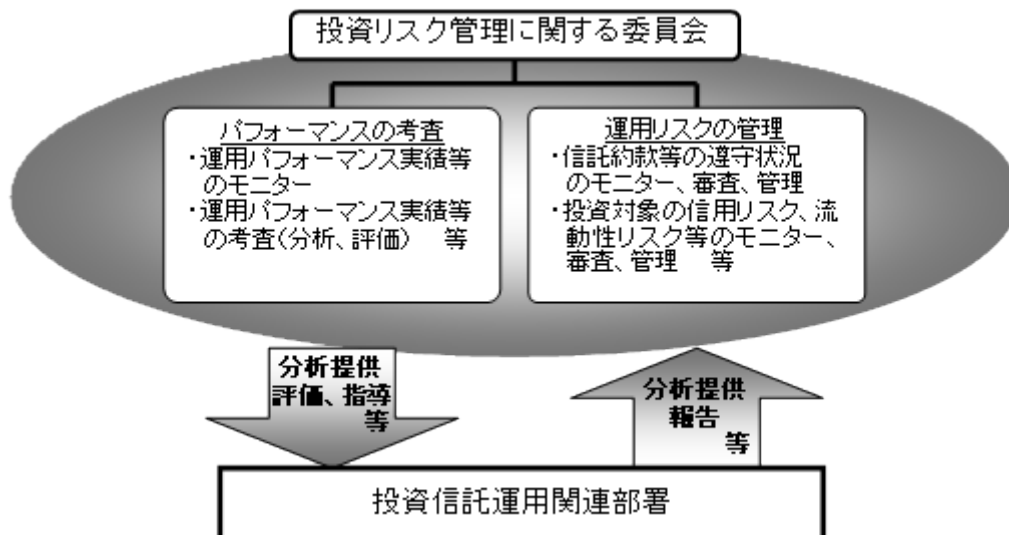 投資リスク管理に関する委員会
パフォーマンスの考査
・運用パフォーマンス実績等
のモニター
・運用パフォーマンス実績等
の考査(分析、評価) 等
運用リスクの管理
・信託約款等の遵守状況
のモニター、審査、管理
・投資対象の信用リスク、流
動性リスク等のモニター、
審査、管理 等
分析提供
評価、指導
等
分析提供
報告
等
投資信託運用関連部署